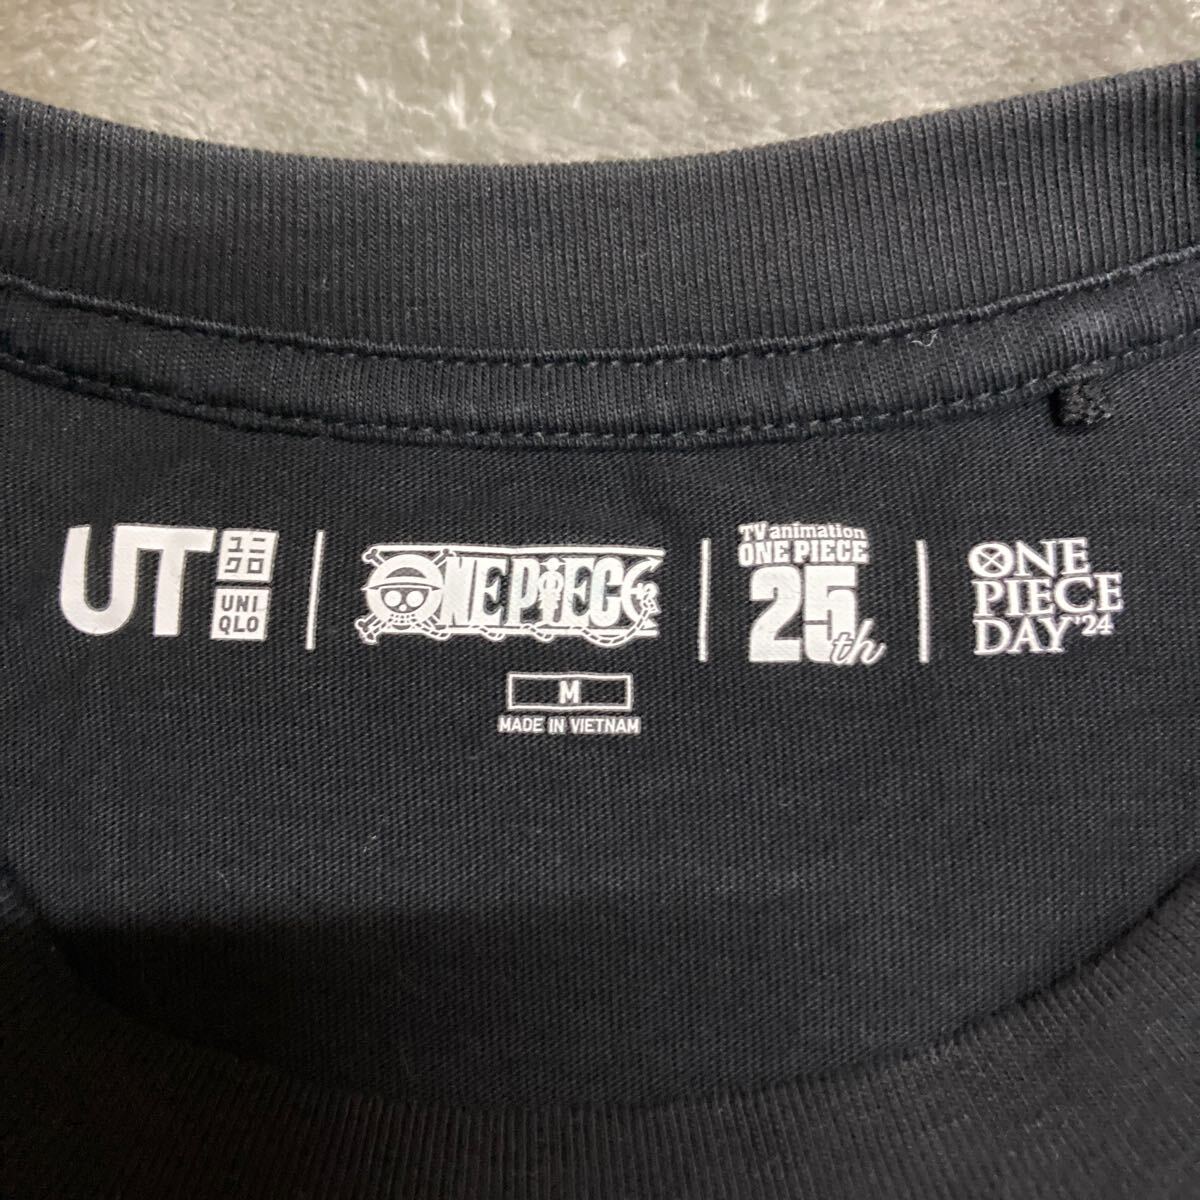 UT ユニクロ UNIQLO
ONE PIECE
TV animation
ONE PIECE
25th
ONE
PIECE
DAY '24
M
MADE IN VIETNAM